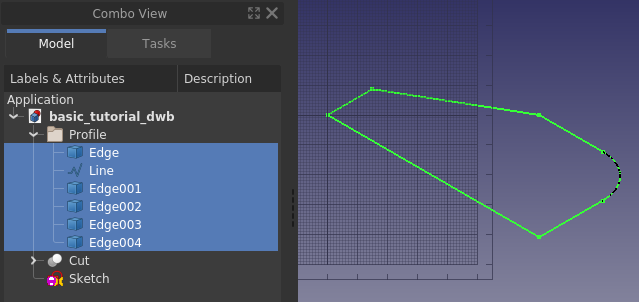 Combo View
Model Tasks
Labels & Attributes Description
Application
basic_tutorial_dwb
Profile
Edge
Line
Edge001
Edge002
Edge003
Edge004
Cut
Sketch